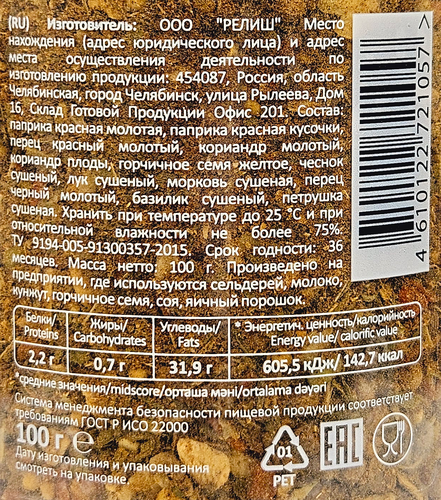 (RU) Изготовитель: ООО "РЕЛИШ" Место
нахождения (адрес юридического лица) и адрес
места осуществления деятельности по
изготовлению продукции: 454087, Россия, область
Челябинская, город Челябинск, улица Рылеева, Дом
16, Склад Готовой Продукции Офис 201. Состав:
паприка красная молотая, паприка красная кусочки,
перец красный молотый, кориандр молотый,
кориандр плоды, горчичное семя желтое, чеснок
сушеный, лук сушеный, морковь сушеная, перец
черный молотый, базилик сушеный, петрушка
сушеная. Хранить при температуре до 25 °С и при
относительной влажности не более 75%.
ТУ 9194-005-91300357-2015. Срок годности: 36
месяцев. Масса нетто: 100 г. Произведено на
предприятии, где используются сельдерей, молоко,
кунжут, горчичное семя, соя, яичный порошок.
Белки/ Proteins
Жиры/ Carbohydrates
Углеводы/ Fats
* Энергетич. ценность/калорийность Energy value/ calorific value
2,2 г 0,7 г 31,9 г 605,5 кДж/ 142,7 ккал
*средние значения/midscore/орташа мәні/ortalama dəyəri
Система менеджмента безопасности пищевой продукции соответствует
требованиям ГОСТ Р ИСО 22000
100 г e
Дату изготовления и упаковывания
смотреть на упаковке.
01
PET
EAC
4 610122 721057 >